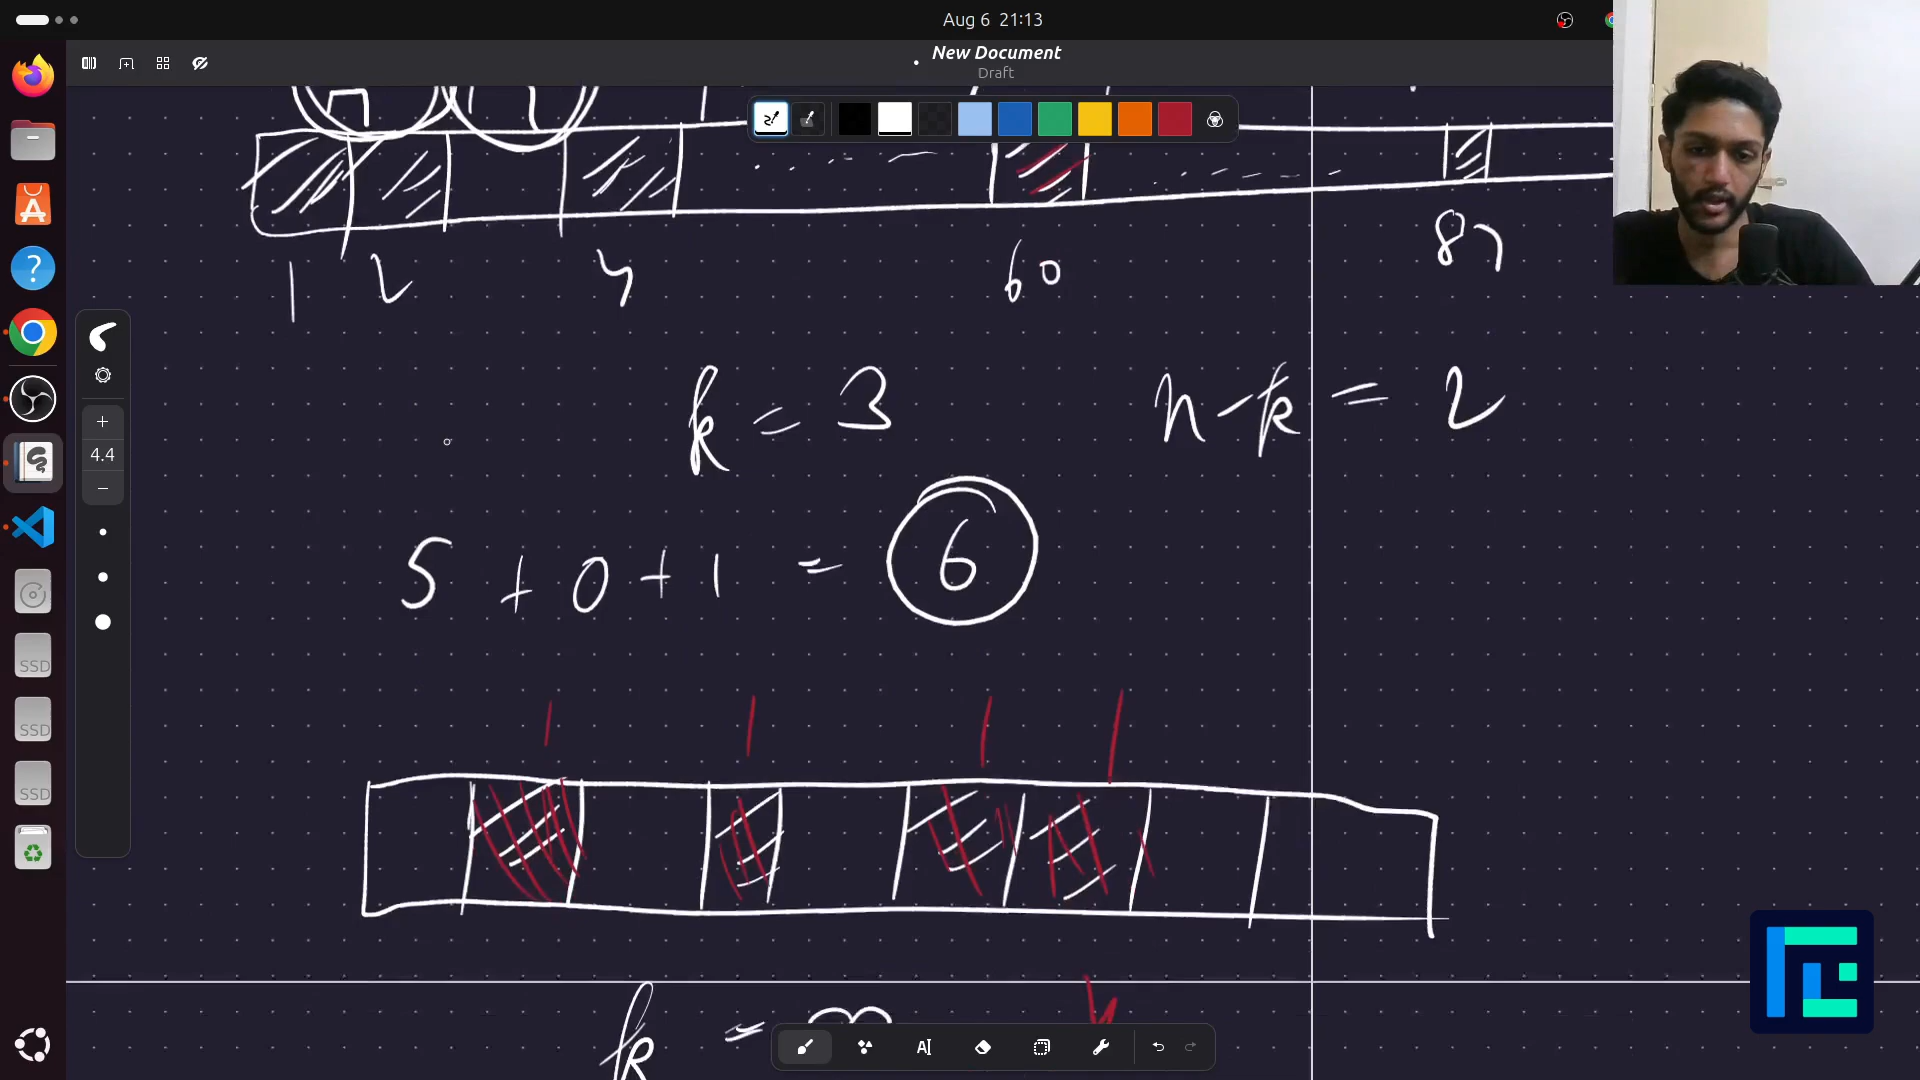 Aug 6 21:13
New Document
Draft
1 2 4 60 87
k = 3 n-k = 2
4.4
5 + 0 + 1 = 6
SSD
SSD
SSD
SSD
k =